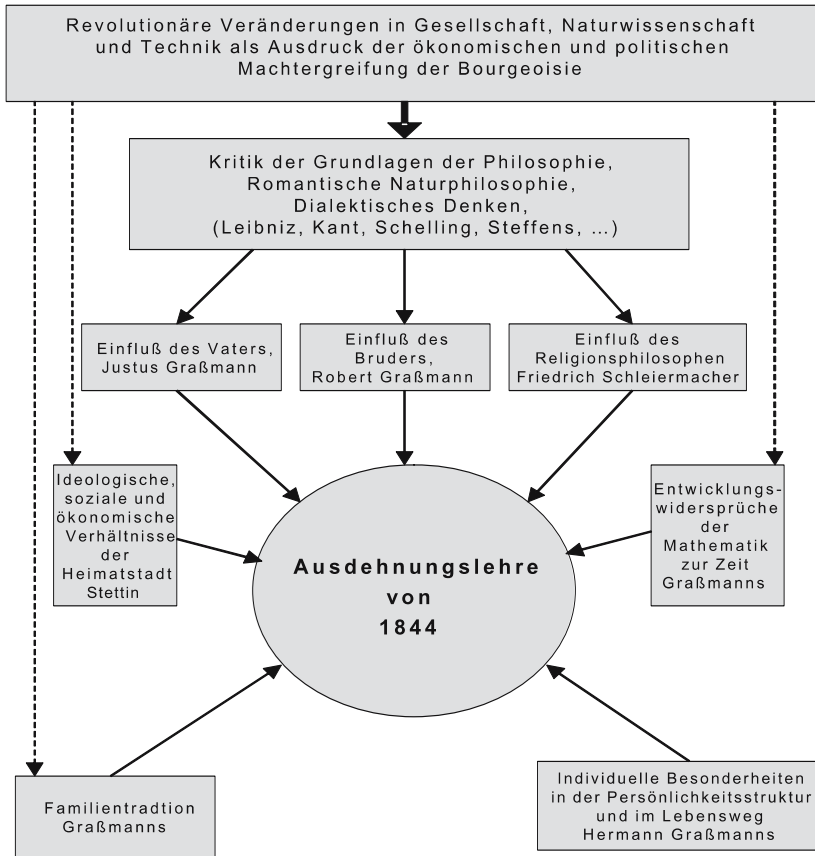 Revolutionäre Veränderungen in Gesellschaft, Naturwissenschaft
und Technik als Ausdruck der ökonomischen und politischen
Machtergreifung der Bourgeoisie
Kritik der Grundlagen der Philosophie,
Romantische Naturphilosophie,
Dialektisches Denken,
(Leibniz, Kant, Schelling, Steffens, ...)
Einfluß des Vaters,
Justus Graßmann
Einfluß des
Bruders,
Robert Graßmann
Einfluß des
Religionsphilosophen
Friedrich Schleiermacher
Ideologische,
soziale und
ökonomische
Verhältnisse
der
Heimatstadt
Stettin
Ausdehnungslehre
von
1844
Entwicklungs-
widersprüche
der
Mathematik
zur Zeit
Graßmanns
Familientradtion
Graßmanns
Individuelle Besonderheiten
in der Persönlichkeitsstruktur
und im Lebensweg
Hermann Graßmanns